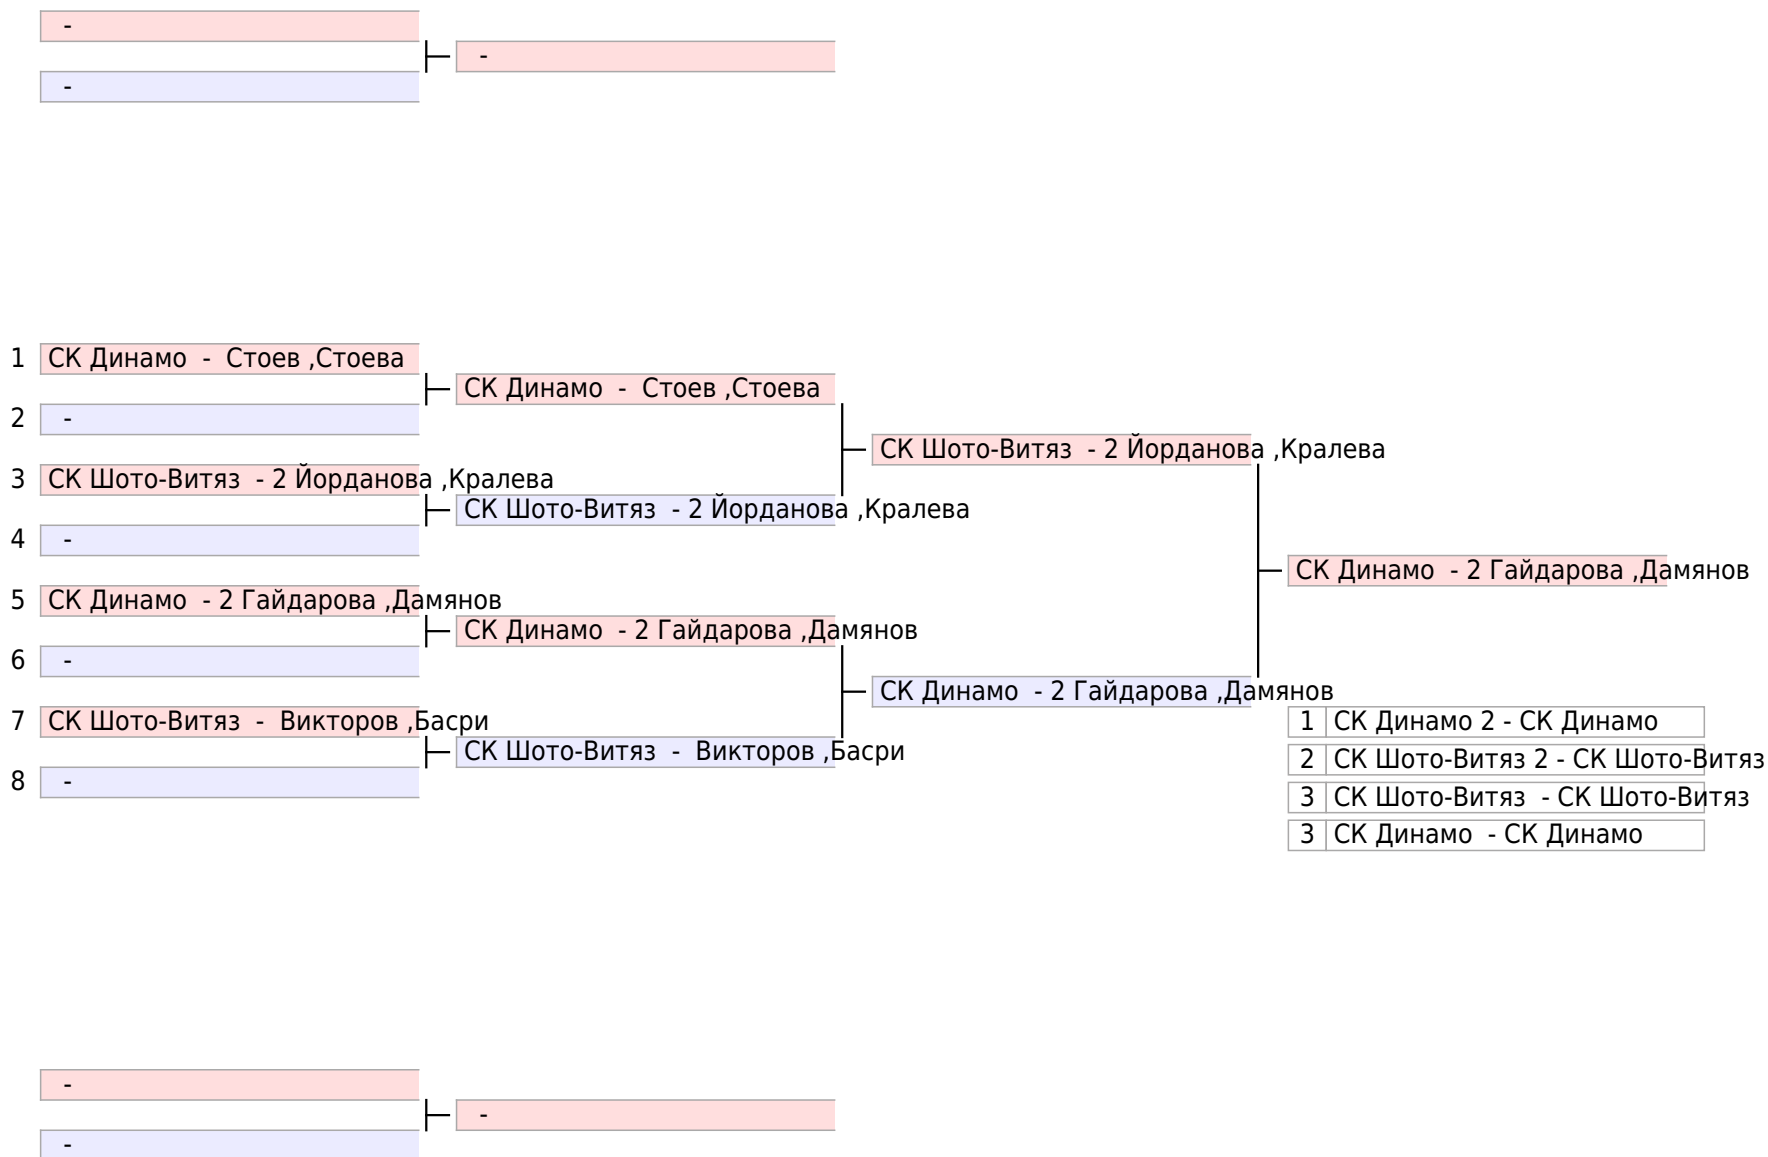 -
-
-
1 СК Динамо - Стоев ,Стоева
СК Динамо - Стоев ,Стоева
2 -
СК Шото-Витяз - 2 Йорданова ,Кралева
3 СК Шото-Витяз - 2 Йорданова ,Кралева
СК Шото-Витяз - 2 Йорданова ,Кралева
4 -
СК Динамо - 2 Гайдарова ,Дамянов
5 СК Динамо - 2 Гайдарова ,Дамянов
СК Динамо - 2 Гайдарова ,Дамянов
6 -
СК Динамо - 2 Гайдарова ,Дамянов
7 СК Шото-Витяз - Викторов ,Басри
1 СК Динамо 2 - СК Динамо
СК Шото-Витяз - Викторов ,Басри
2 СК Шото-Витяз 2 - СК Шото-Витяз
8 -
3 СК Шото-Витяз - СК Шото-Витяз
3 СК Динамо - СК Динамо
-
-
-